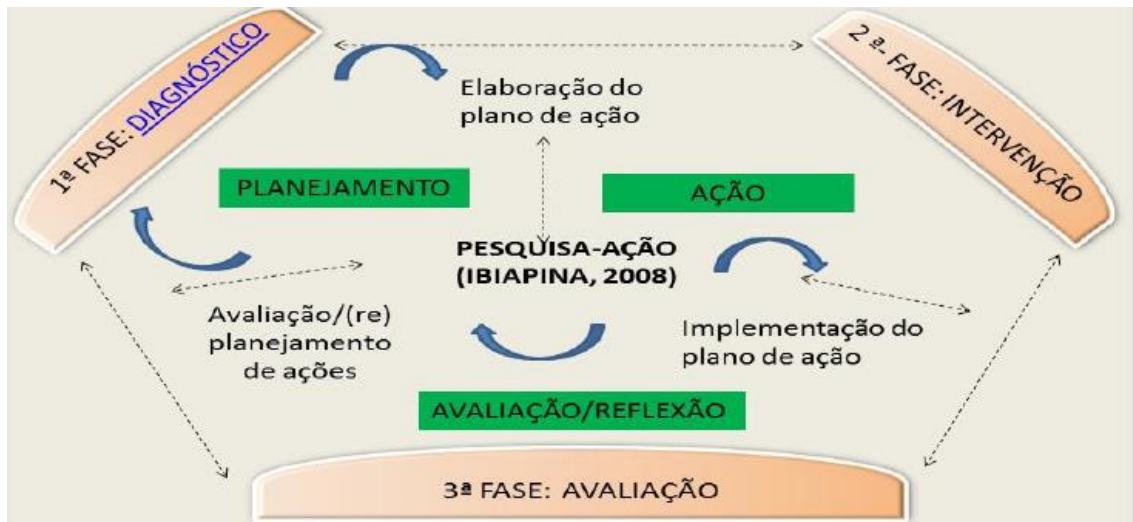 1ª FASE: DIAGNÓSTICO
2 ª- FASE: INTERVENÇÃO
Elaboração do
plano de ação
PLANEJAMENTO
AÇÃO
PESQUISA-AÇÃO
(IBIAPINA, 2008)
Avaliação/(re)
planejamento
de ações
Implementação do
plano de ação
AVALIAÇÃO/REFLEXÃO
3ª FASE: AVALIAÇÃO